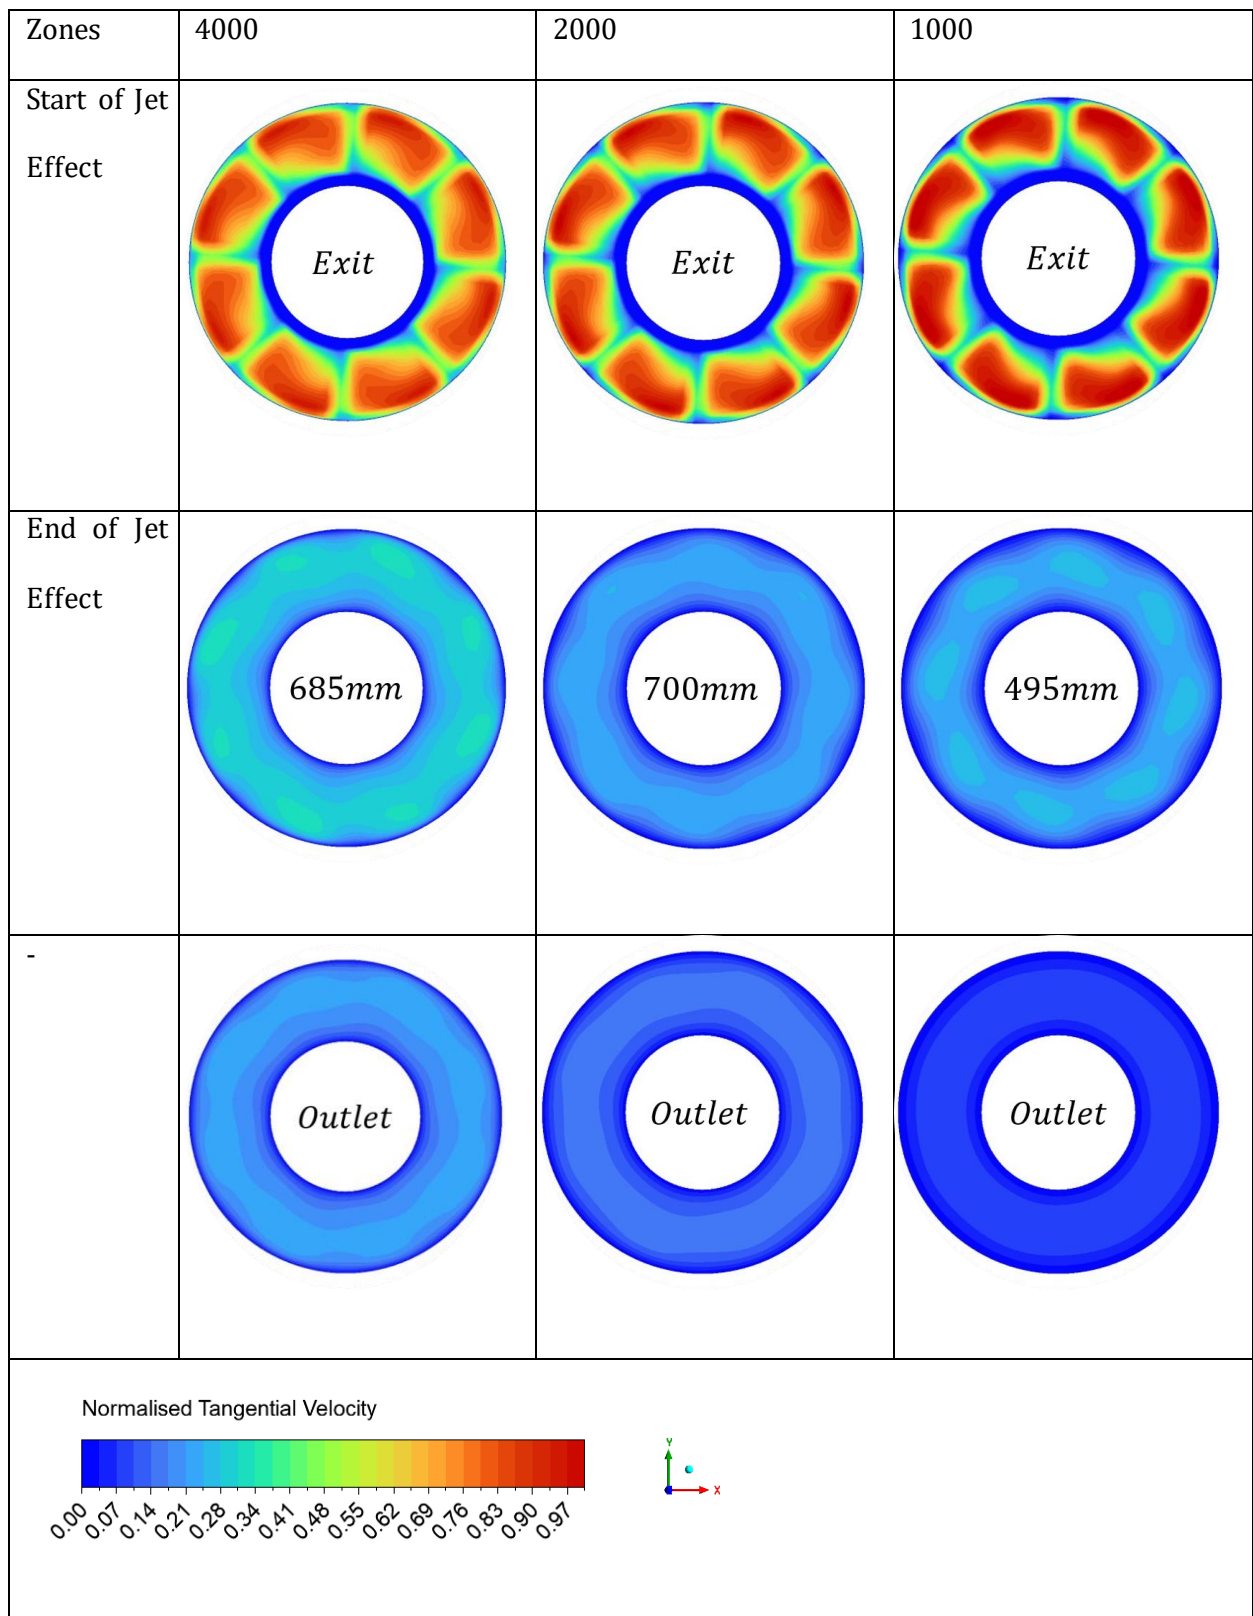 Zones 4000 2000 1000
Start of Jet
Effect
Exit Exit Exit
End of Jet
Effect
685mm 700mm 495mm
-
Outlet Outlet Outlet
Normalised Tangential Velocity
0.00 0.07 0.14 0.21 0.28 0.34 0.41 0.48 0.55 0.62 0.69 0.76 0.83 0.90 0.97
Y
X